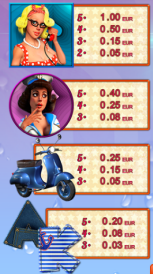 5• 1.00 EUR
4• 0.50 EUR
3• 0.15 EUR
2• 0.05 EUR
5• 0.40 EUR
4• 0.25 EUR
3• 0.08 EUR
5• 0.25 EUR
4• 0.15 EUR
3• 0.06 EUR
A K
5• 0.20 EUR
4• 0.08 EUR
3• 0.03 EUR